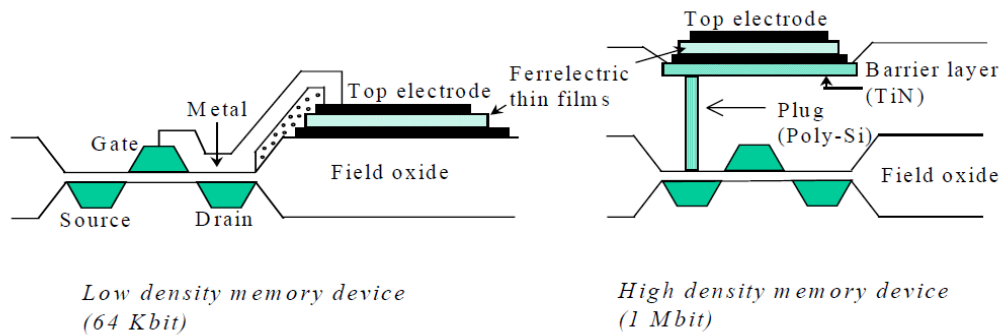 Top electrode
Ferrelectric
thin films
Barrier layer
(TiN)
Metal
Top electrode
Plug
(Poly-Si)
Gate
Field oxide
Field oxide
Source
Drain
Low density memory device
(64 Kbit)
High density memory device
(1 Mbit)